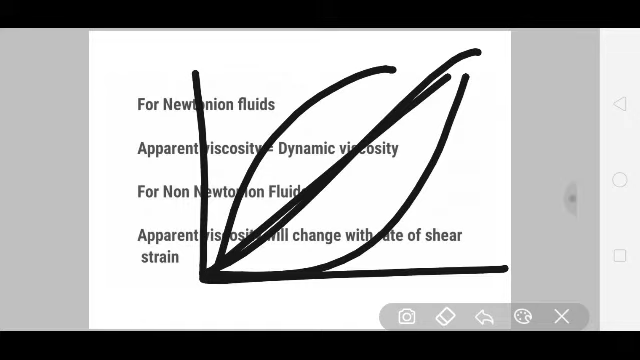 For Newtonion fluids
Apparent viscosity = Dynamic viscosity
For Non Newtonion Fluids
Apparent viscosity will change with rate of shear
strain